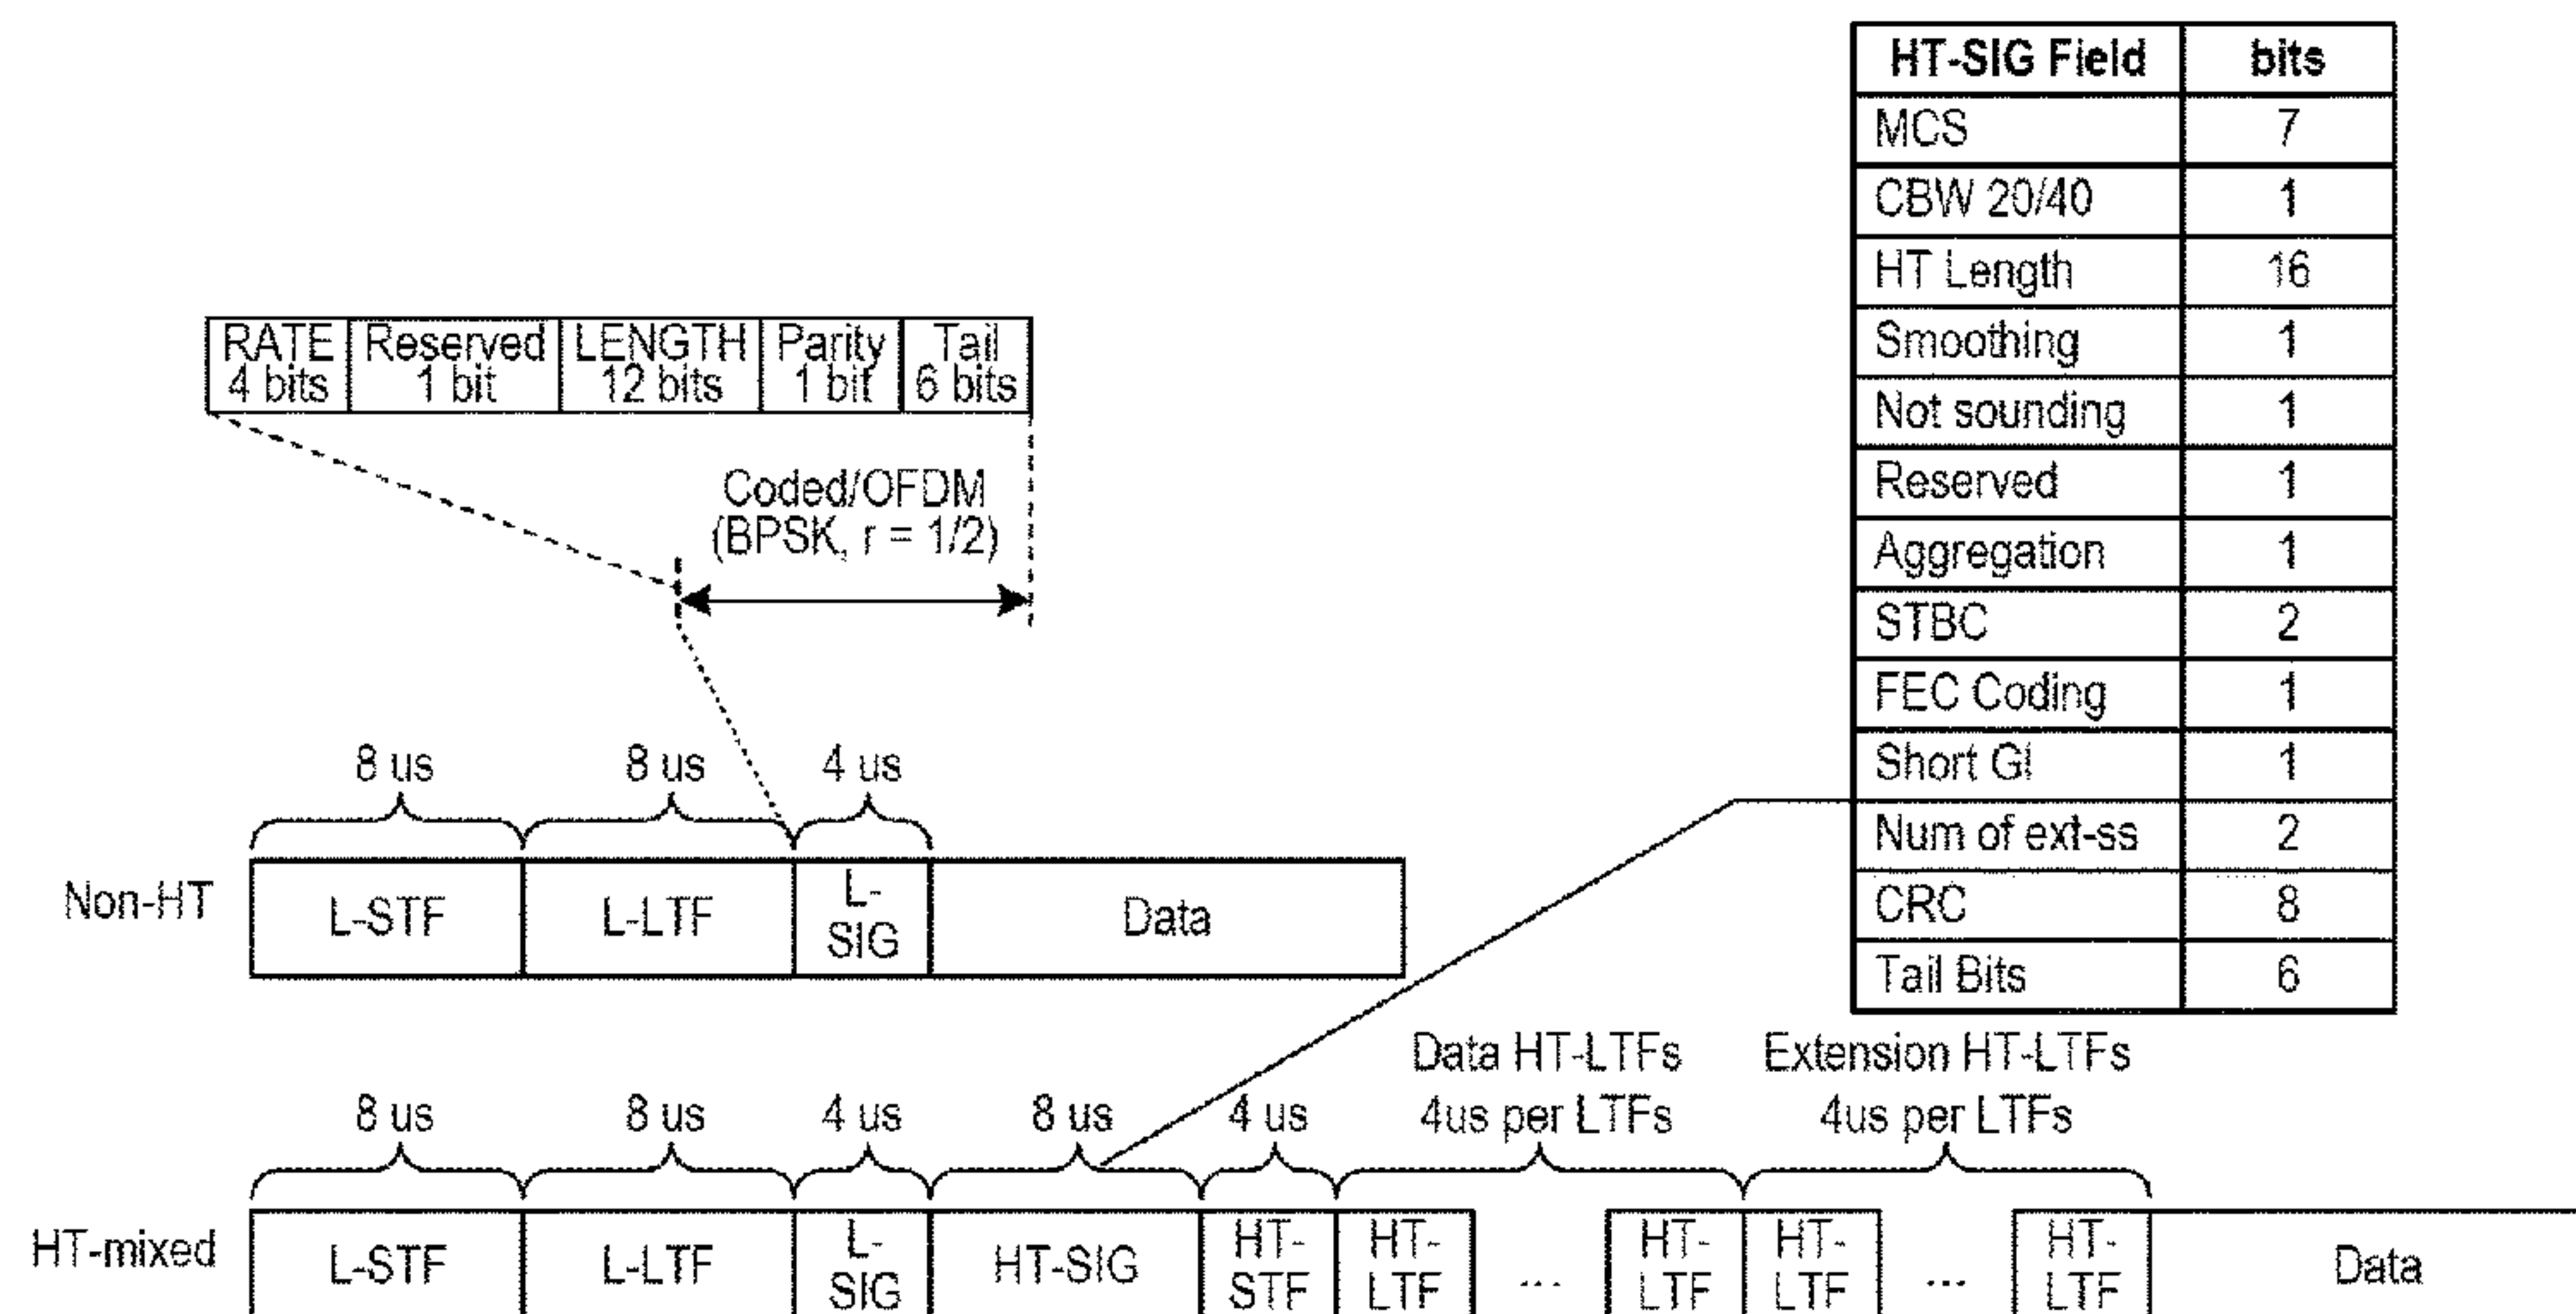 HT-SIG Field bits
MCS 7
CBW 20/40 1
HT Length 16
Smoothing 1
Not sounding 1
Reserved 1
Aggregation 1
STBC 2
FEC Coding 1
Short GI 1
Num of ext-ss 2
CRC 8
Tail Bits 6
RATE Reserved LENGTH Parity Tail
4 bits 1 bit 12 bits 1 bit 6 bits
Coded/OFDM
(BPSK, r = 1/2)
8 us 8 us 4 us
Non-HT L-STF L-LTF L-
SIG Data
Data HT-LTFs Extension HT-LTFs
8 us 8 us 4 us 8 us 4 us 4us per LTFs 4us per LTFs
HT-mixed L-STF L-LTF L-
SIG HT-SIG HT-
STF HT-
LTF ... HT-
LTF HT-
LTF ... HT-
LTF Data